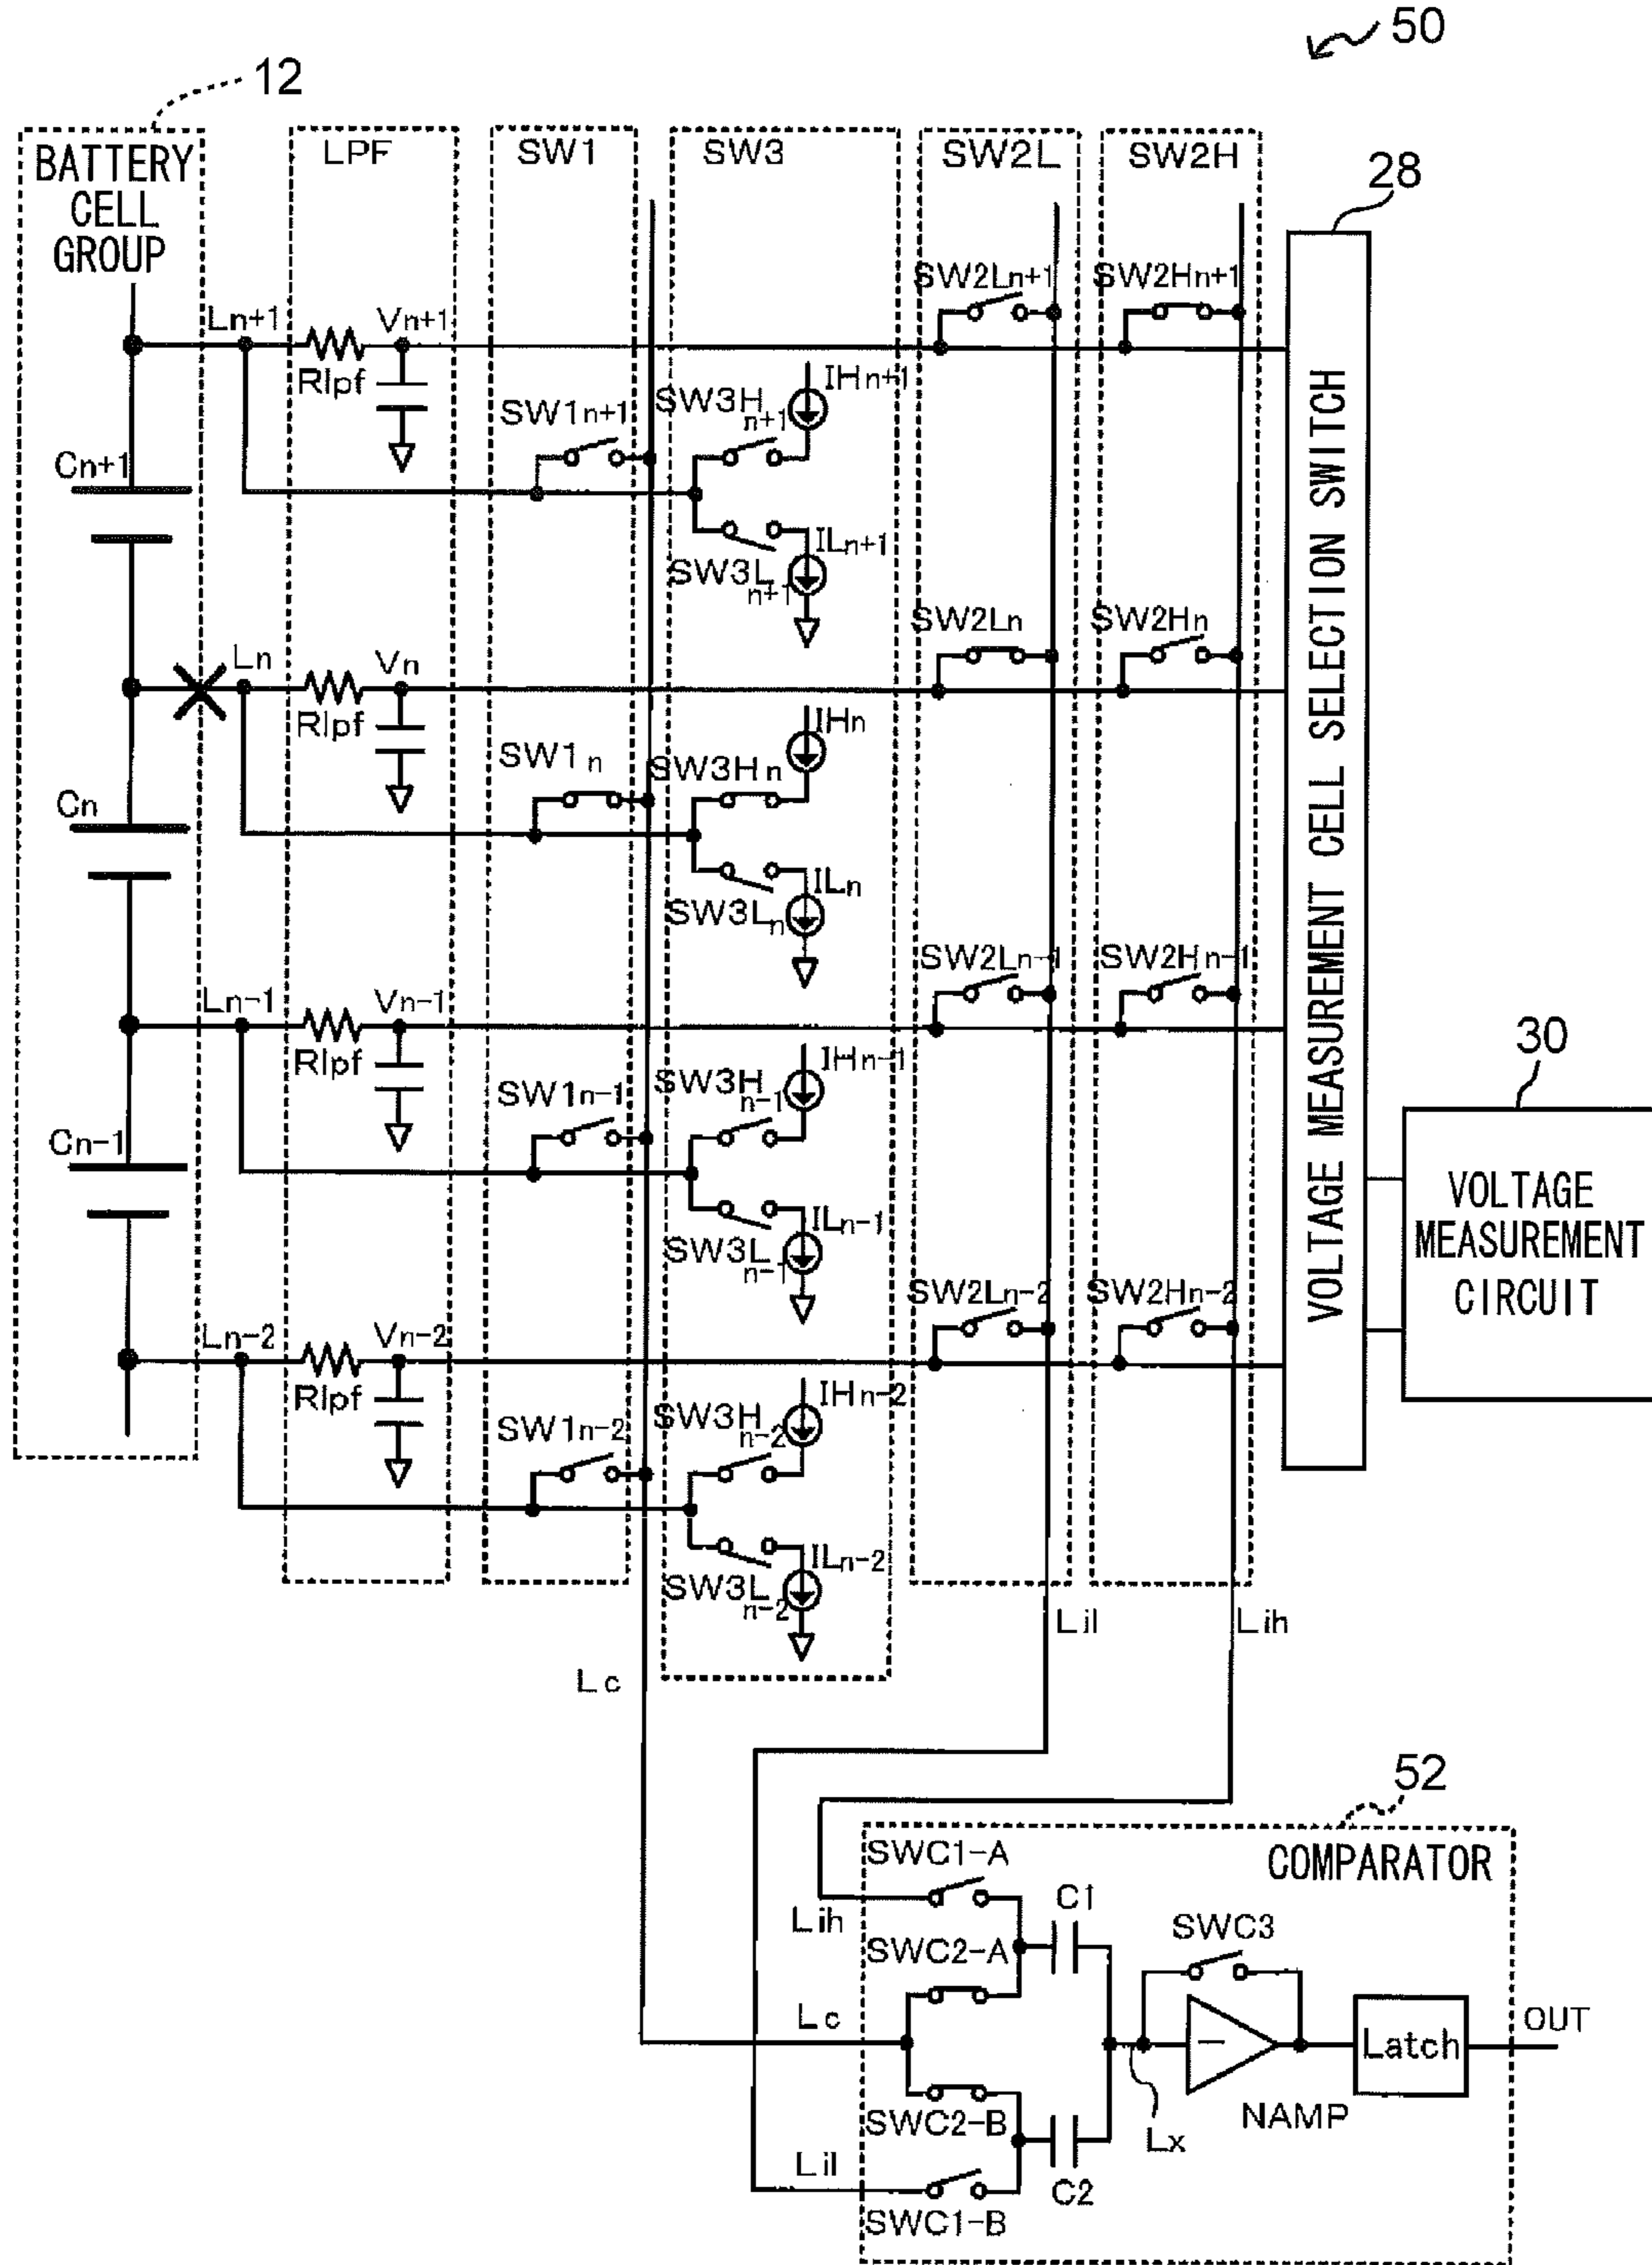 50
12
BATTERY
CELL
GROUP
LPF
SW1
SW3
SW2L
SW2H
28
Ln+1
Vn+1
Rlpf
SW2Ln+1
SW2Hn+1
IHn+1
SW3H
n+1
SW1n+1
Cn+1
ILn+1
SW3L
n+1
VOLTAGE MEASUREMENT CELL SELECTION SWITCH
Ln
Vn
Rlpf
SW2Ln
SW2Hn
IHn
SW1n
SW3Hn
Cn
ILn
SW3Ln
Ln-1
Vn-1
Rlpf
SW2Ln-1
SW2Hn-1
IHn-1
SW3H
n-1
SW1n-1
Cn-1
ILn-1
SW3L
n-1
30
VOLTAGE
MEASUREMENT
CIRCUIT
Ln-2
Vn-2
Rlpf
SW2Ln-2
SW2Hn-2
IHn-2
SW3H
n-2
SW1n-2
ILn-2
SW3L
n-2
Lc
Lil
Lih
52
COMPARATOR
SWC1-A
Lih
C1
SWC2-A
SWC3
Lc
Latch
OUT
SWC2-B
NAMP
Lx
Lil
C2
SWC1-B